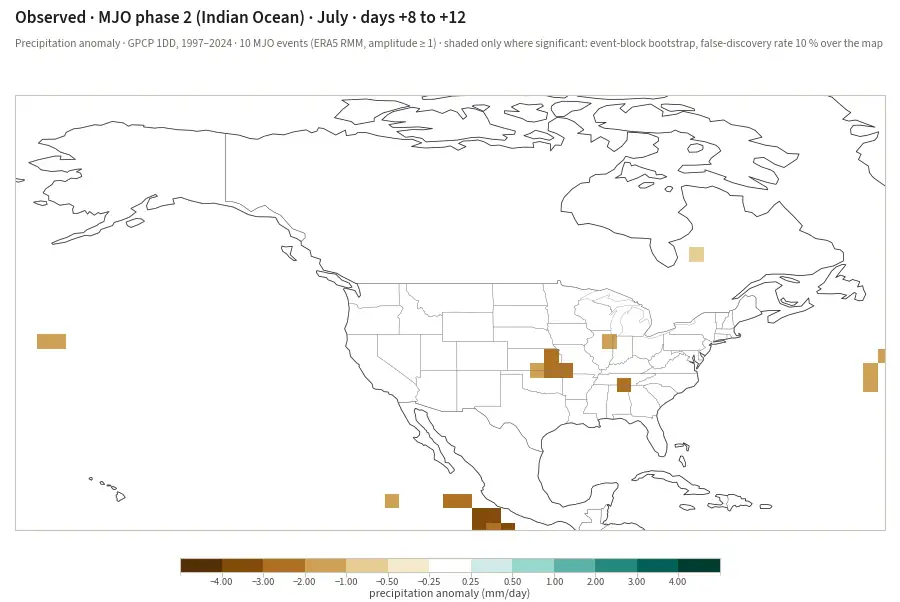 Observed · MJO phase 2 (Indian Ocean) · July · days +8 to +12
Precipitation anomaly · GPCP 1DD, 1997–2024 · 10 MJO events (ERA5 RMM, amplitude ≥ 1) · shaded only where significant: event-block bootstrap, false-discovery rate 10 % over the map
−4.00 −3.00 −2.00 −1.00 −0.50 −0.25 0.25 0.50 1.00 2.00 3.00 4.00
precipitation anomaly (mm/day)